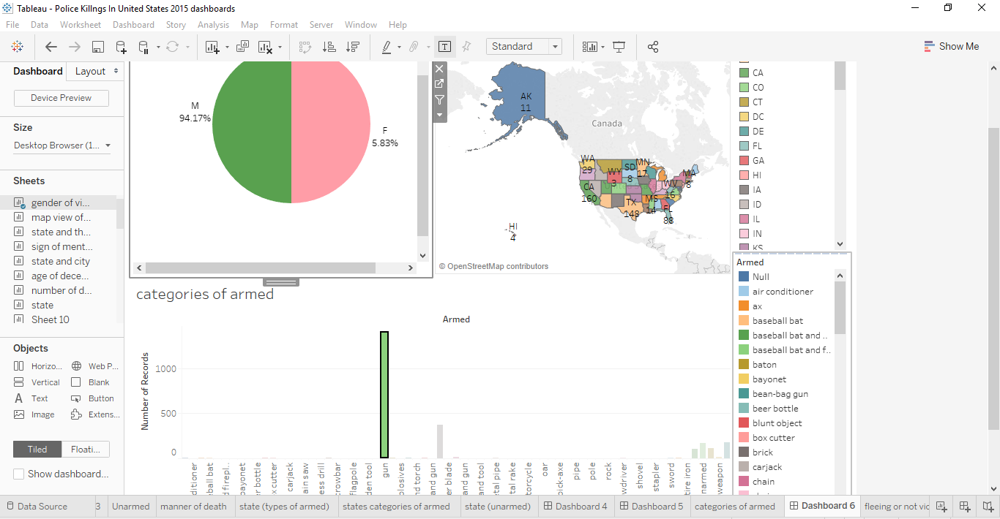 Tableau - Police Killngs In United States 2015 dashboards
File Data Worksheet Dashboard Story Analysis Map Format Server Window Help
Standard
Show Me
Dashboard Layout
Device Preview
Size
Desktop Browser (1...
Sheets
gender of vi...
map view of...
state and th...
sign of ment...
state and city
age of dece...
number of d...
state
Sheet 10
Objects
Horizo... Web P...
Vertical Blank
Text Button
Image Extens...
Tiled Floati...
Show dashboard...
M
94.17%
F
5.83%
AK
11
Canada
WA
29
SD
8
MN
17
WY
3
MA
8
WV
16
CA
160
TX
148
MS
14
FL
88
HI
4
© OpenStreetMap contributors
CA
CO
CT
DC
DE
FL
GA
HI
IA
ID
IL
IN
KS
Armed
Null
air conditioner
ax
baseball bat
baseball bat and ..
baseball bat and f..
baton
bayonet
bean-bag gun
beer bottle
blunt object
box cutter
brick
carjack
chain
categories of armed
Armed
Number of Records
1000
500
0
ditioner
ball bat
d firepl..
bayonet
r bottle
x cutter
carjack
ain saw
less drill
crowbar
flagpole
den tool
gun
plosives
nd torch
and gun
er blade
nd gun
and tool
etal pipe
tal rake
torcycle
oar
pick-axe
pipe
pole
rock
wdriver
shovel
stapler
sword
tire iron
narmed
weapon
Data Source 3 Unarmed manner of death state (types of armed) states categories of armed state (unarmed) Dashboard 4 Dashboard 5 categories of armed Dashboard 6 fleeing or not vic